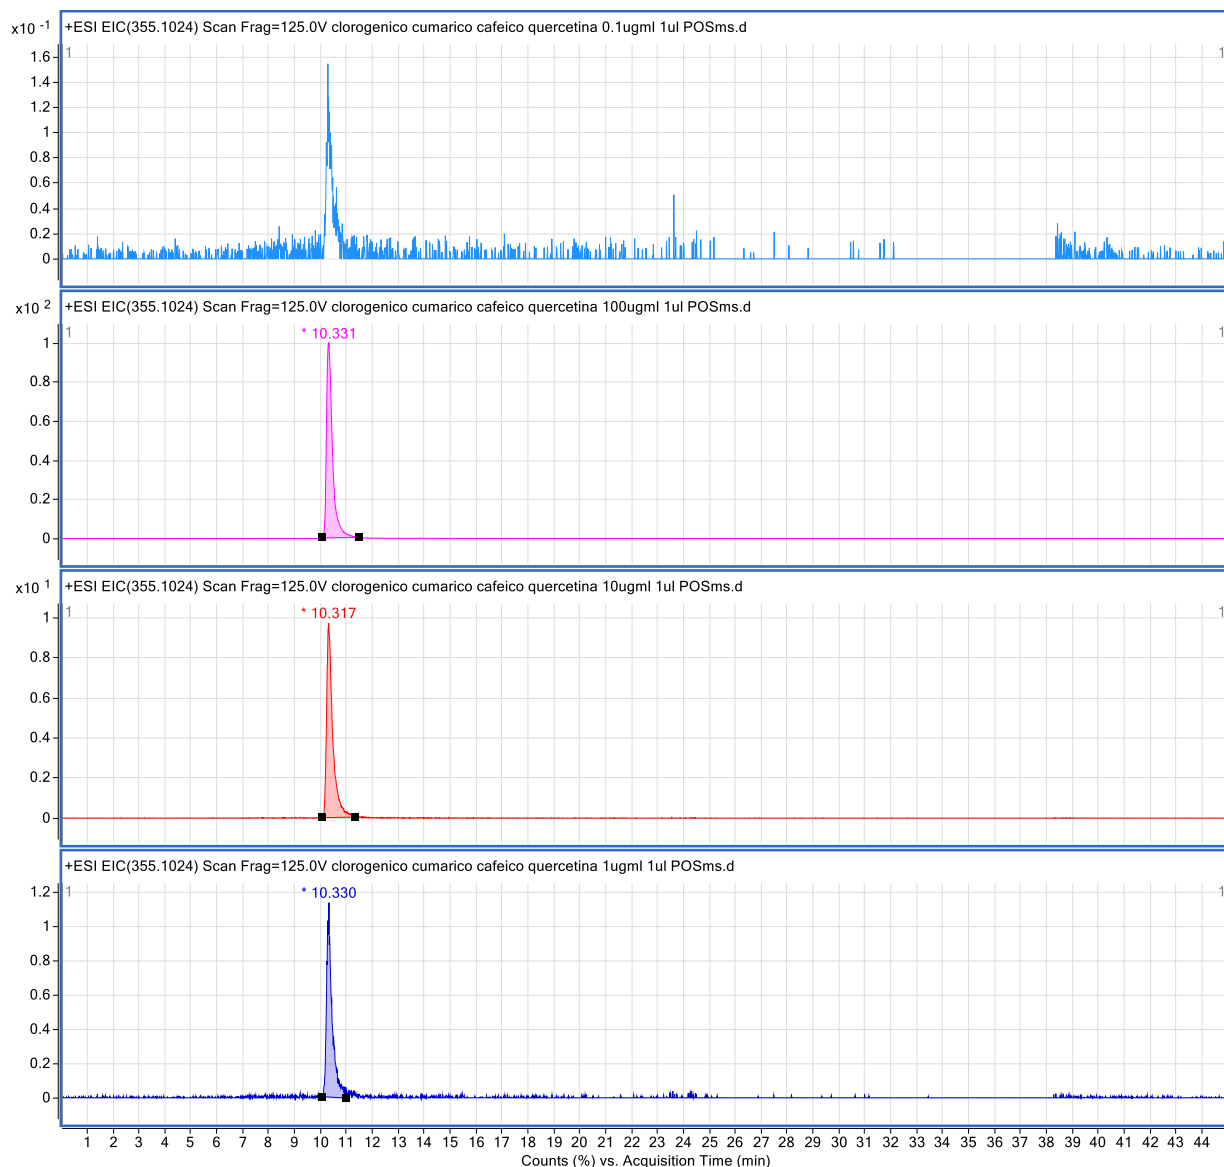 +ESI EIC(355.1024) Scan Frag=125.0V clorogenico cumarico cafeico quercetina 0.1ugml 1ul POSms.d
x10 -1
1 1
1.6
1.4
1.2
1
0.8
0.6
0.4
0.2
0
+ESI EIC(355.1024) Scan Frag=125.0V clorogenico cumarico cafeico quercetina 100ugml 1ul POSms.d
x10 2
1 * 10.331 1
1
0.8
0.6
0.4
0.2
0
+ESI EIC(355.1024) Scan Frag=125.0V clorogenico cumarico cafeico quercetina 10ugml 1ul POSms.d
x10 1
1 * 10.317 1
1
0.8
0.6
0.4
0.2
0
+ESI EIC(355.1024) Scan Frag=125.0V clorogenico cumarico cafeico quercetina 1ugml 1ul POSms.d
1 * 10.330 1
1.2
1
0.8
0.6
0.4
0.2
0
1 2 3 4 5 6 7 8 9 10 11 12 13 14 15 16 17 18 19 20 21 22 23 24 25 26 27 28 29 30 31 32 33 34 35 36 37 38 39 40 41 42 43 44
Counts (%) vs. Acquisition Time (min)